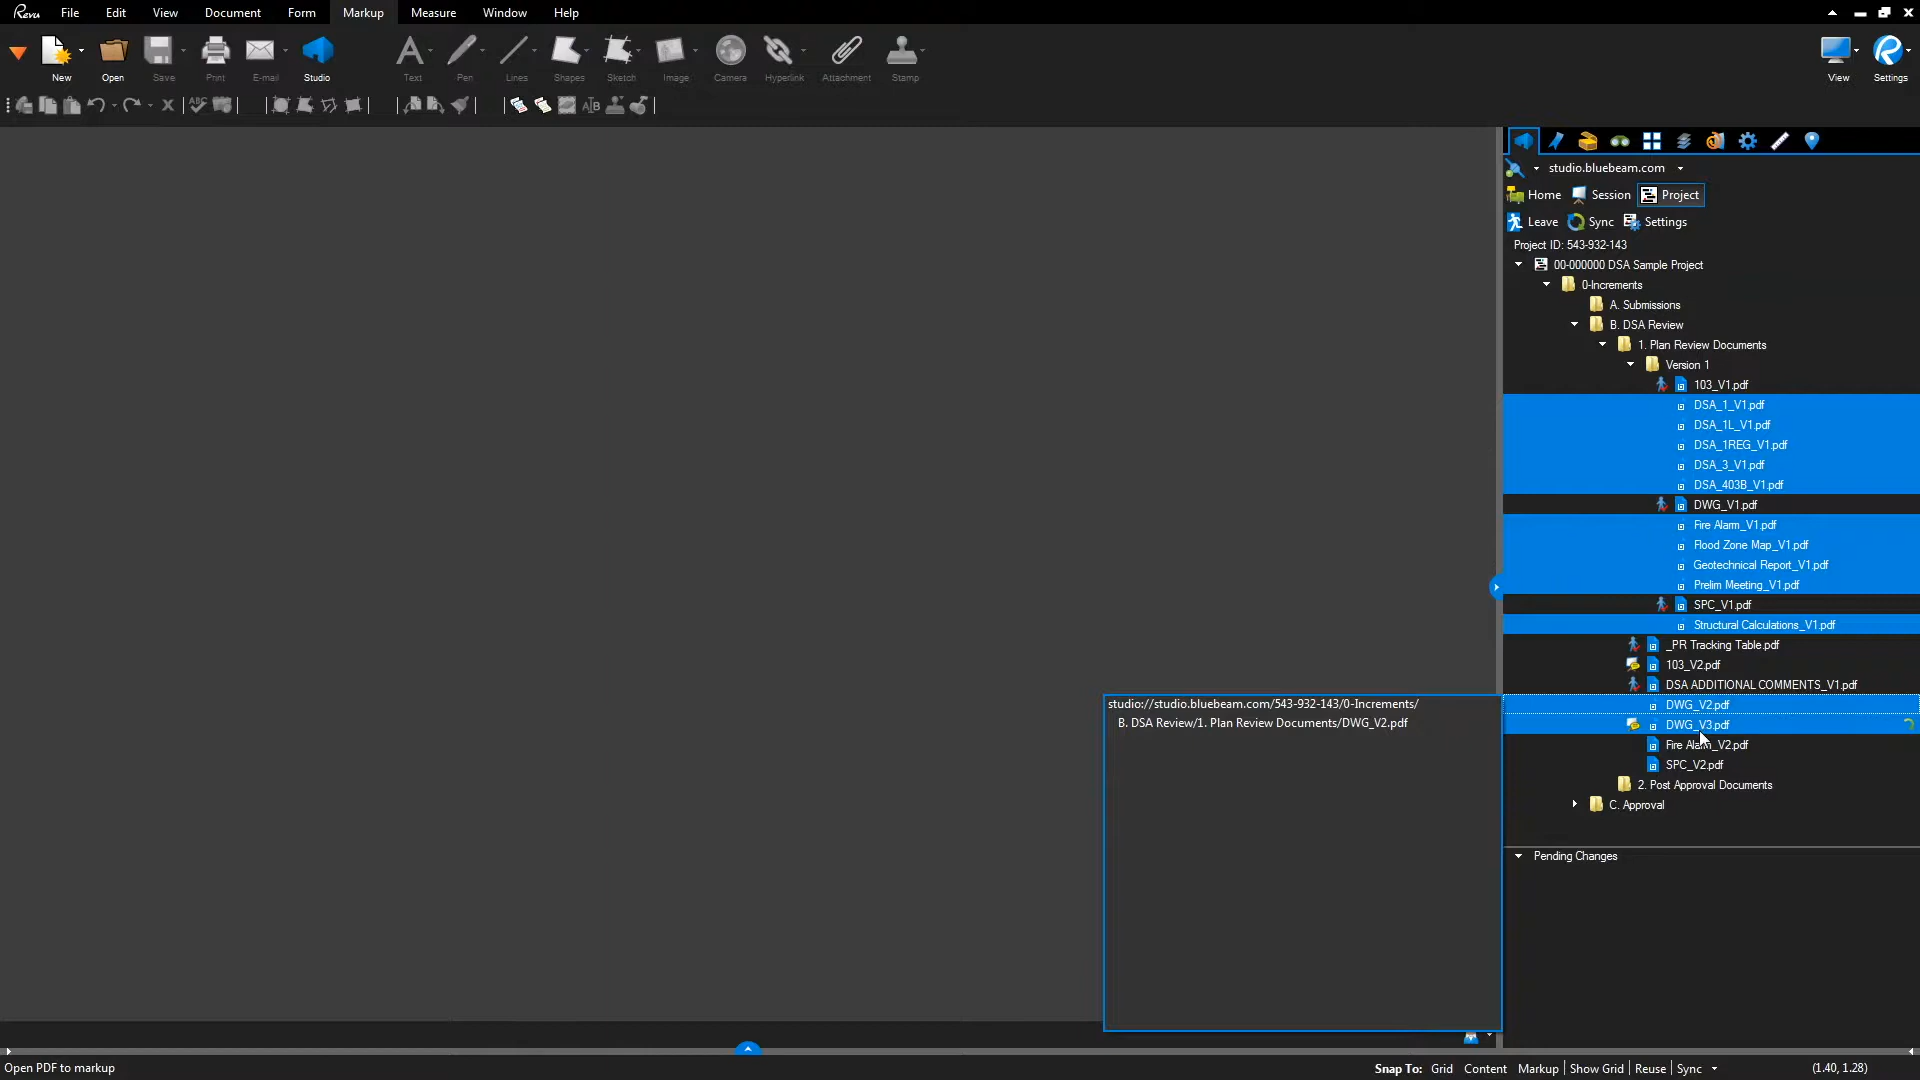 Revu File Edit View Document Form Markup Measure Window Help
New Open Save Print E-mail Studio Text Pen Lines Shapes Sketch Image Camera Hyperlink Attachment Stamp View Settings
ABC A|B
studio.bluebeam.com
Home Session Project
Leave Sync Settings
Project ID: 543-932-143
00-000000 DSA Sample Project
0-Increments
A. Submissions
B. DSA Review
1. Plan Review Documents
Version 1
103_V1.pdf
DSA_1_V1.pdf
DSA_1L_V1.pdf
DSA_1REG_V1.pdf
DSA_3_V1.pdf
DSA_403B_V1.pdf
DWG_V1.pdf
Fire Alarm_V1.pdf
Flood Zone Map_V1.pdf
Geotechnical Report_V1.pdf
Prelim Meeting_V1.pdf
SPC_V1.pdf
Structural Calculations_V1.pdf
_PR Tracking Table.pdf
103_V2.pdf
DSA ADDITIONAL COMMENTS_V1.pdf
DWG_V2.pdf
DWG_V3.pdf
Fire Alarm_V2.pdf
SPC_V2.pdf
2. Post Approval Documents
C. Approval
studio://studio.bluebeam.com/543-932-143/0-Increments/
B. DSA Review/1. Plan Review Documents/DWG_V2.pdf
Pending Changes
Open PDF to markup
Snap To: Grid Content Markup Show Grid Reuse Sync (1.40, 1.28)